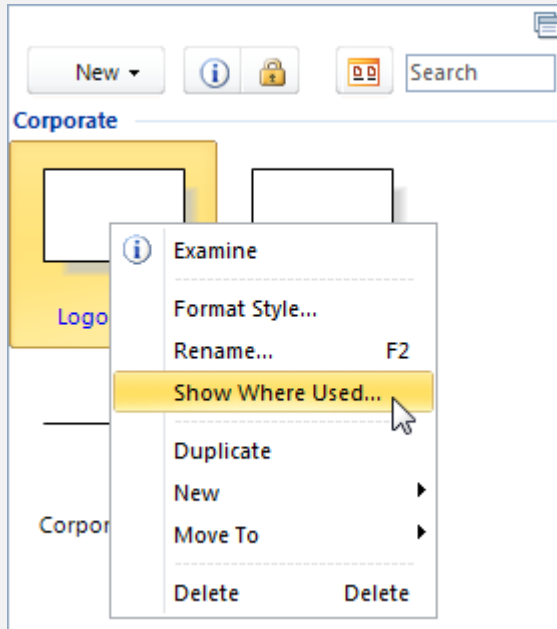 New
Search
Corporate
Logo
Examine
Format Style...
Rename... F2
Show Where Used...
Duplicate
New
Corpor
Move To
Delete Delete